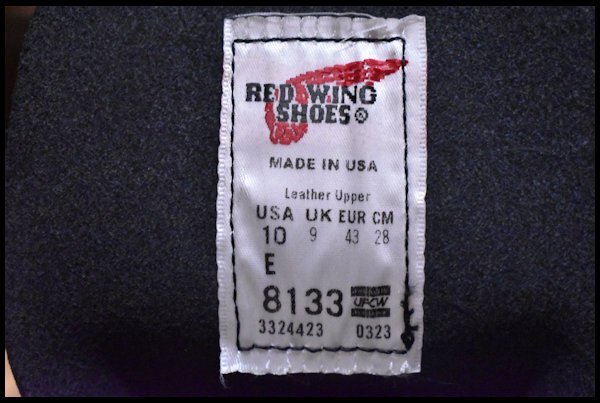 RED WING
SHOES®
MADE IN USA
Leather Upper
USA UK EUR CM
10 9 43 28
E
8133 UFCW
3324423 0323